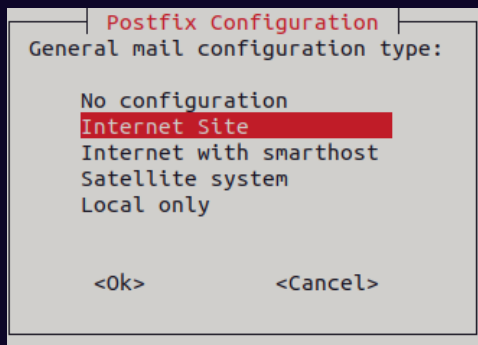 Postfix Configuration
General mail configuration type:
No configuration
Internet Site
Internet with smarthost
Satellite system
Local only
<Ok> <Cancel>